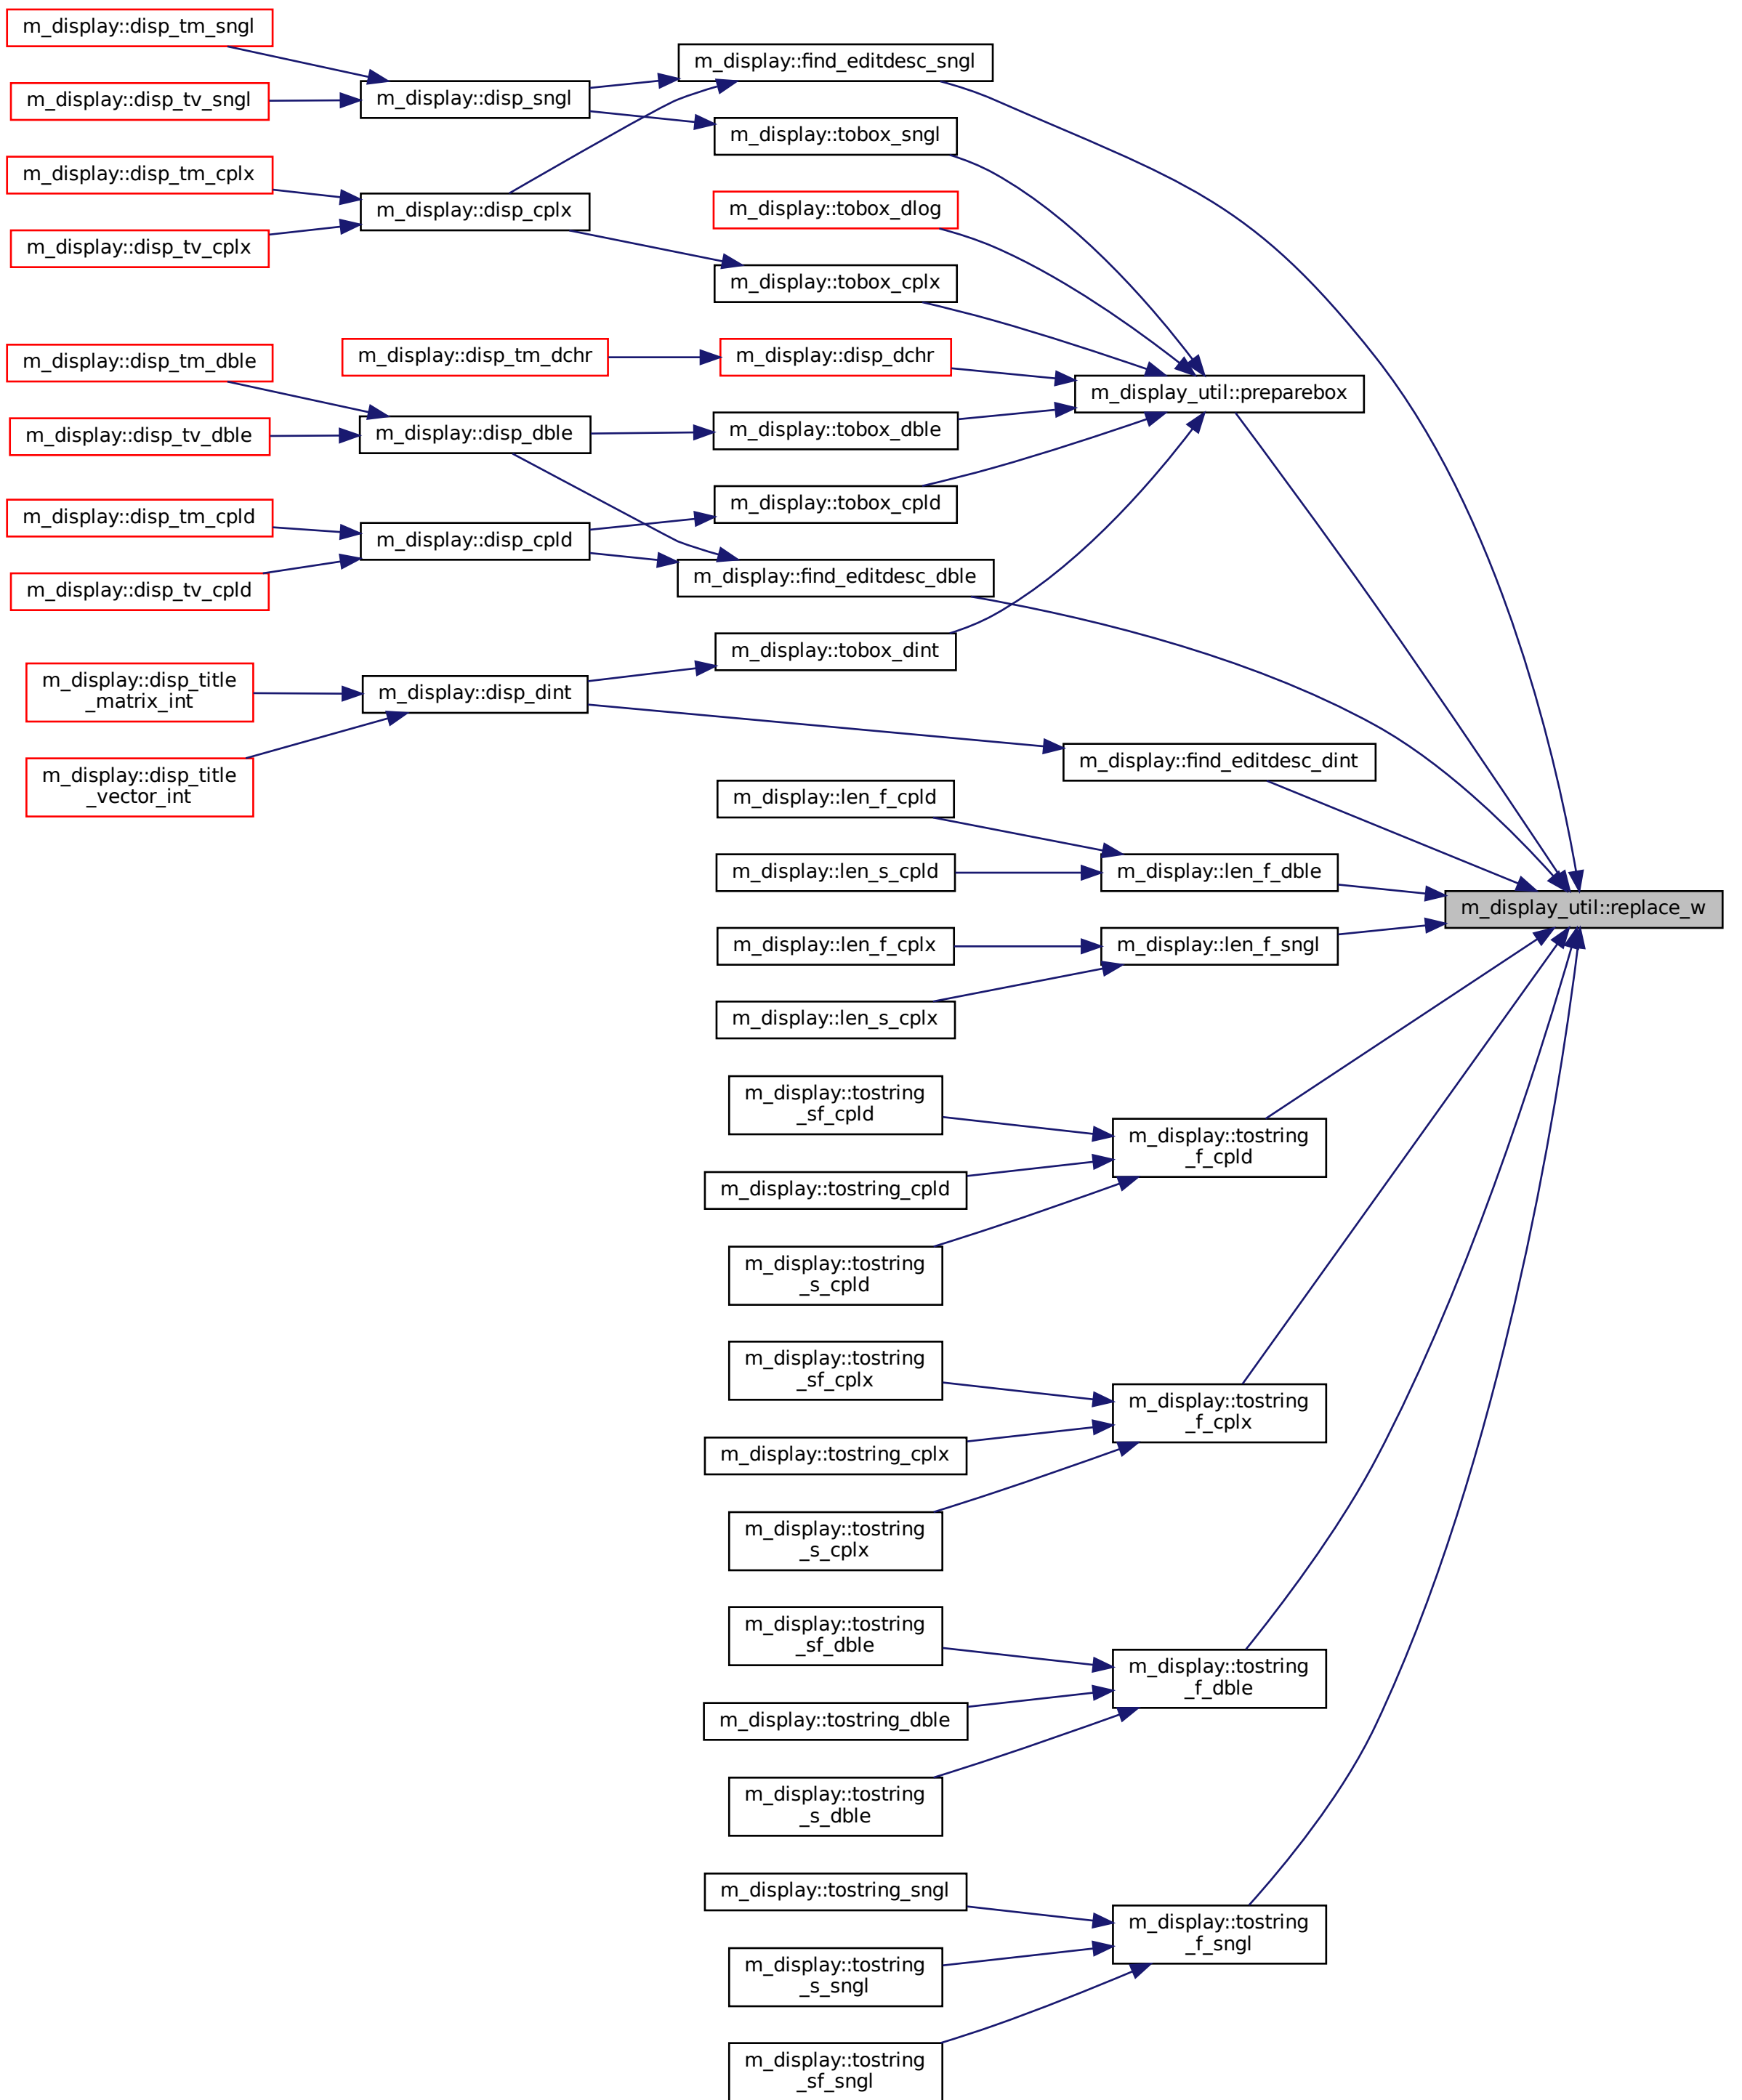 m_display::disp_tm_sngl
m_display::find_editdesc_sngl
m_display::disp_tv_sngl
m_display::disp_sngl
m_display::tobox_sngl
m_display::disp_tm_cplx
m_display::disp_cplx
m_display::tobox_dlog
m_display::disp_tv_cplx
m_display::tobox_cplx
m_display::disp_tm_dble
m_display::disp_tm_dchr
m_display::disp_dchr
m_display_util::preparebox
m_display::disp_tv_dble
m_display::disp_dble
m_display::tobox_dble
m_display::disp_tm_cpld
m_display::tobox_cpld
m_display::disp_cpld
m_display::disp_tv_cpld
m_display::find_editdesc_dble
m_display::tobox_dint
m_display::disp_title
_matrix_int
m_display::disp_dint
m_display::disp_title
_vector_int
m_display::find_editdesc_dint
m_display::len_f_cpld
m_display::len_s_cpld
m_display::len_f_dble
m_display_util::replace_w
m_display::len_f_cplx
m_display::len_f_sngl
m_display::len_s_cplx
m_display::tostring
_sf_cpld
m_display::tostring
_f_cpld
m_display::tostring_cpld
m_display::tostring
_s_cpld
m_display::tostring
_sf_cplx
m_display::tostring
_f_cplx
m_display::tostring_cplx
m_display::tostring
_s_cplx
m_display::tostring
_sf_dble
m_display::tostring
_f_dble
m_display::tostring_dble
m_display::tostring
_s_dble
m_display::tostring_sngl
m_display::tostring
_f_sngl
m_display::tostring
_s_sngl
m_display::tostring
_sf_sngl